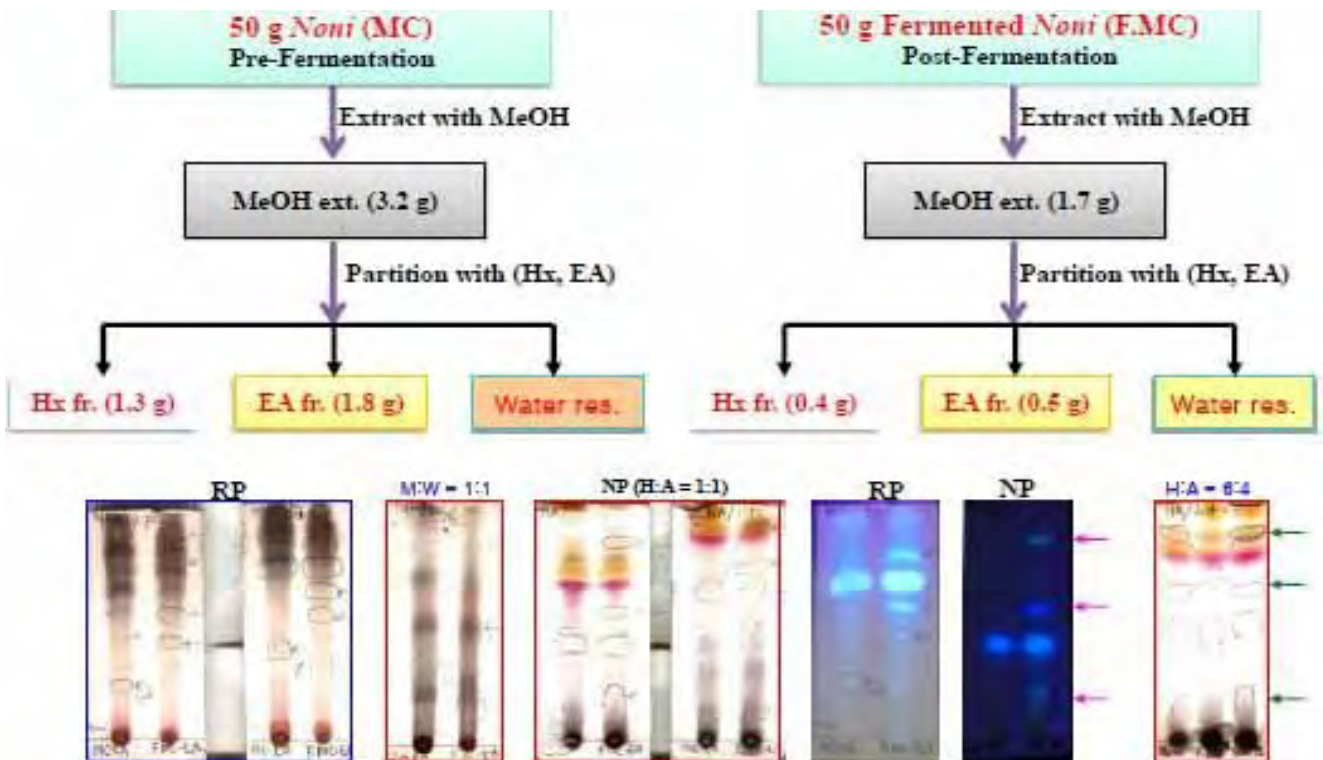 50 g Noni (MC)
Pre-Fermentation
Extract with MeOH
MeOH ext. (3.2 g)
Partition with (Hx, EA)
Hx fr. (1.3 g)
EA fr. (1.8 g)
Water res.
50 g Fermented Noni (F.MC)
Post-Fermentation
Extract with MeOH
MeOH ext. (1.7 g)
Partition with (Hx, EA)
Hx fr. (0.4 g)
EA fr. (0.5 g)
Water res.
RP
M:W = 1:1
NP (H:A = 1:1)
RP
NP
H:A = 6:4